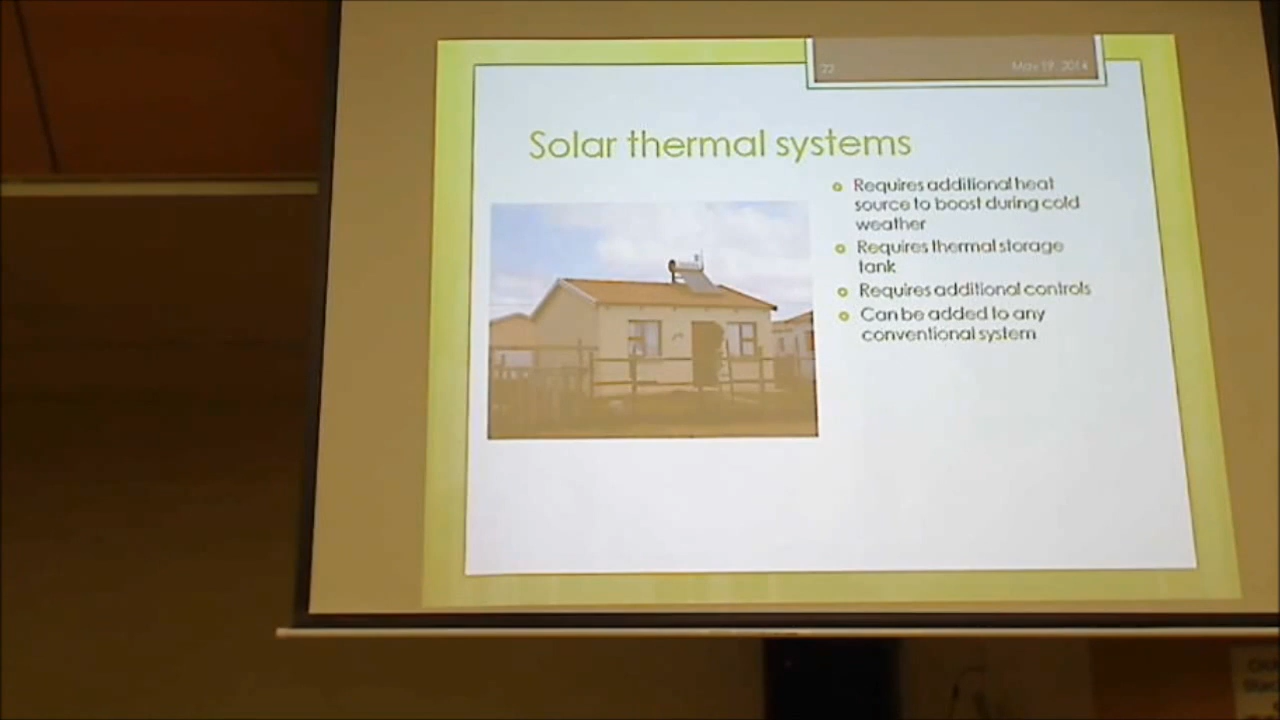 22
May 19, 2014
Solar thermal systems
Requires additional heat
source to boost during cold
weather
Requires thermal storage
tank
Requires additional controls
Can be added to any
conventional system